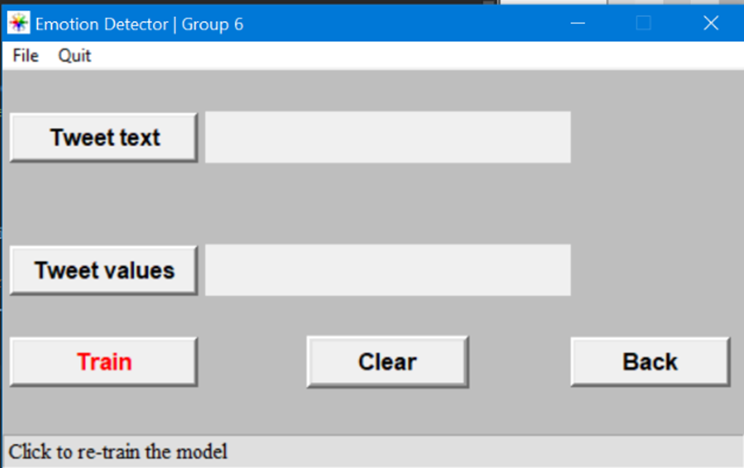 Emotion Detector | Group 6
File Quit
Tweet text
Tweet values
Train Clear Back
Click to re-train the model